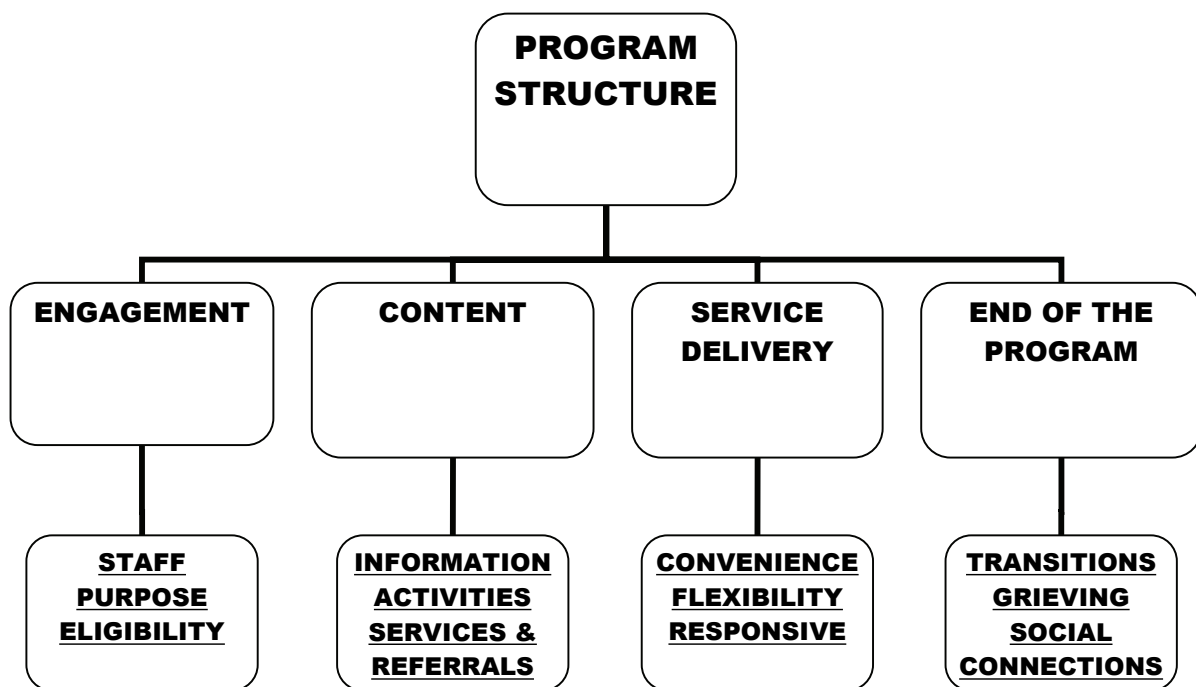 PROGRAM
STRUCTURE
ENGAGEMENT
CONTENT
SERVICE
DELIVERY
END OF THE
PROGRAM
STAFF
PURPOSE
ELIGIBILITY
INFORMATION
ACTIVITIES
SERVICES &
REFERRALS
CONVENIENCE
FLEXIBILITY
RESPONSIVE
TRANSITIONS
GRIEVING
SOCIAL
CONNECTIONS